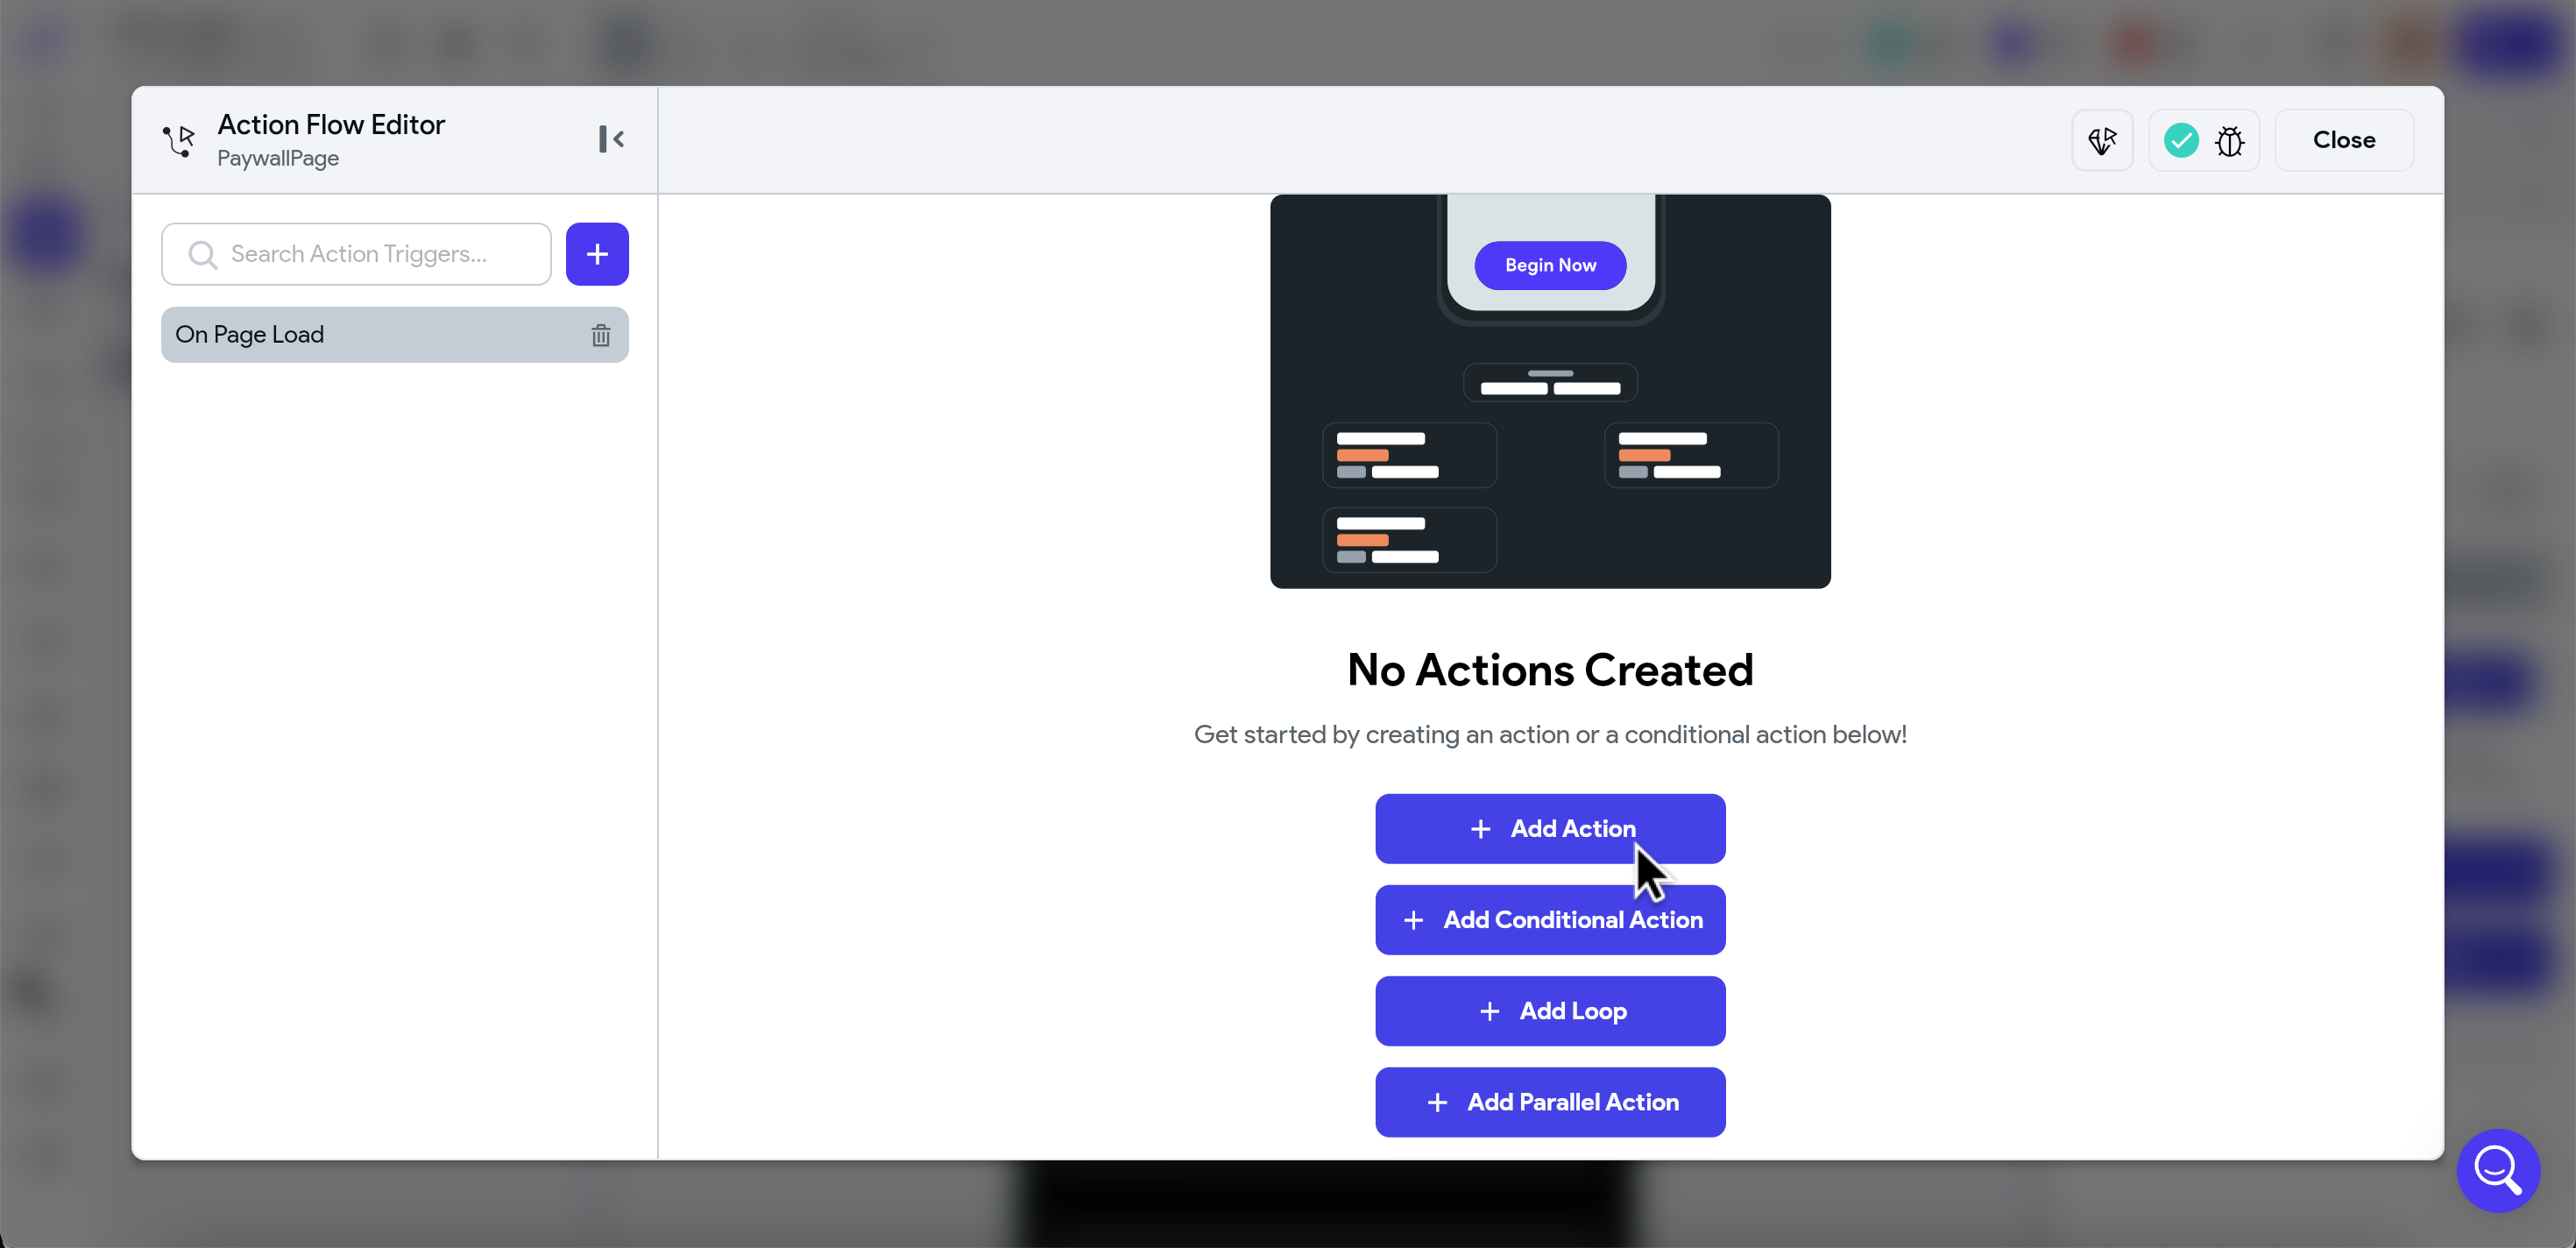 Action Flow Editor
PaywallPage
Close
Search Action Triggers...
On Page Load
Begin Now
No Actions Created
Get started by creating an action or a conditional action below!
Add Action
Add Conditional Action
Add Loop
Add Parallel Action